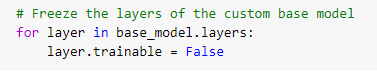 # Freeze the layers of the custom base model
for layer in base_model.layers:
    layer.trainable = False